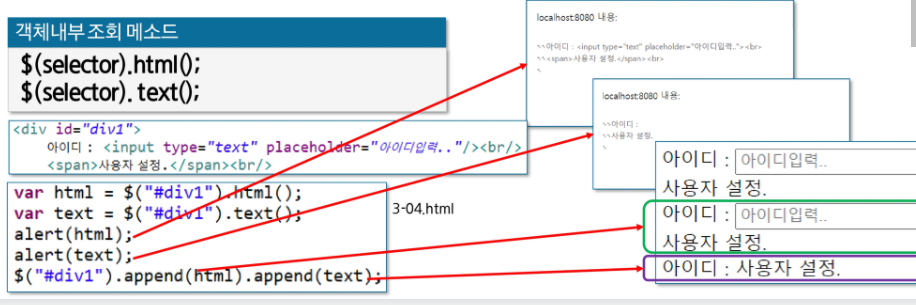 객체내부 조회 메소드
$(selector).html();
$(selector). text();
<div id="div1">
아이디 : <input type="text" placeholder="아이디입력.."/><br/>
<span>사용자 설정.</span><br/>
var html = $("#div1").html();
var text = $("#div1").text();
alert(html);
alert(text);
$("#div1").append(html).append(text);
3-04.html
localhost:8080 내용:
␉␉아이디 : <input type="text" placeholder="아이디입력.."><br>
␉␉<span>사용자 설정.</span><br>
localhost:8080 내용:
아이디 :
사용자 설정.
아이디 : 아이디입력..
사용자 설정.
아이디 : 아이디입력..
사용자 설정.
아이디 : 사용자 설정.